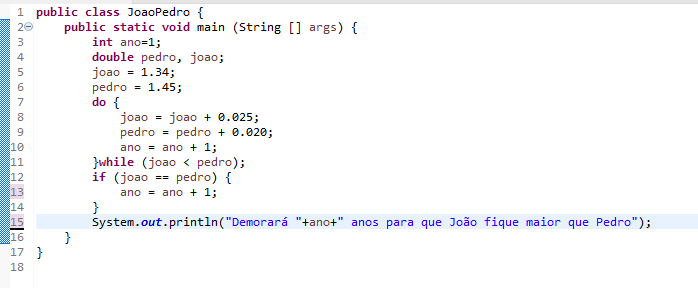 1 public class JoaoPedro {
2 public static void main (String [] args) {
3 int ano=1;
4 double pedro, joao;
5 joao = 1.34;
6 pedro = 1.45;
7 do {
8 joao = joao + 0.025;
9 pedro = pedro + 0.020;
10 ano = ano + 1;
11 }while (joao < pedro);
12 if (joao == pedro) {
13 ano = ano + 1;
14 }
15 System.out.println("Demorará "+ano+" anos para que João fique maior que Pedro");
16 }
17 }
18